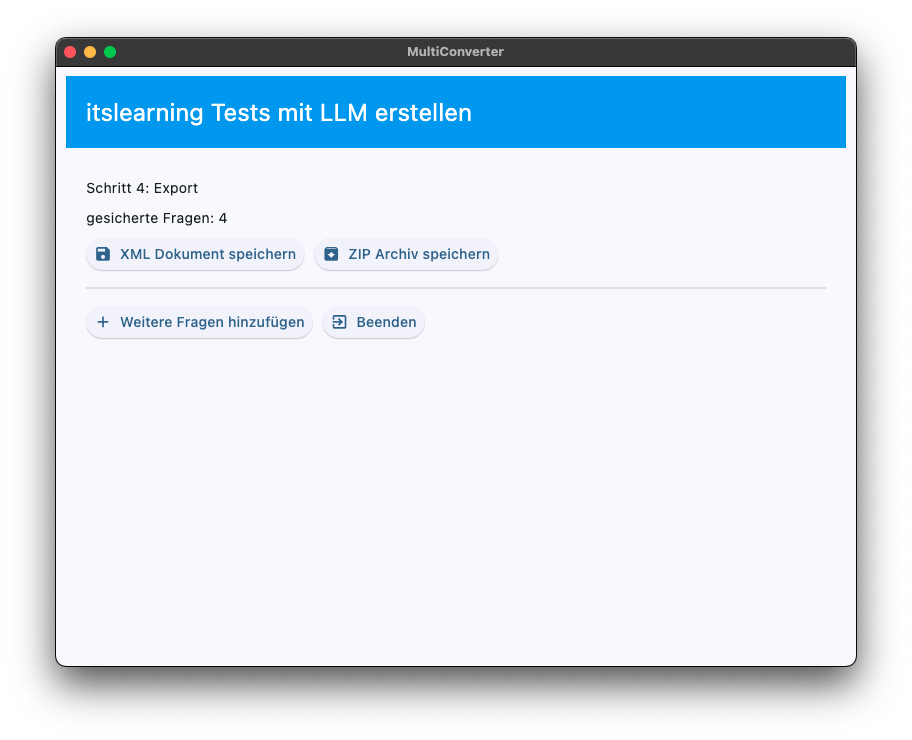 MultiConverter
itslearning Tests mit LLM erstellen
Schritt 4: Export
gesicherte Fragen: 4
XML Dokument speichern ZIP Archiv speichern
Weitere Fragen hinzufügen Beenden